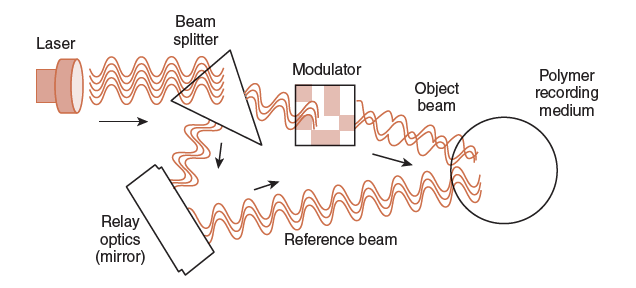 Laser
Beam
splitter
Modulator
Object
beam
Polymer
recording
medium
Relay
optics
(mirror)
Reference beam